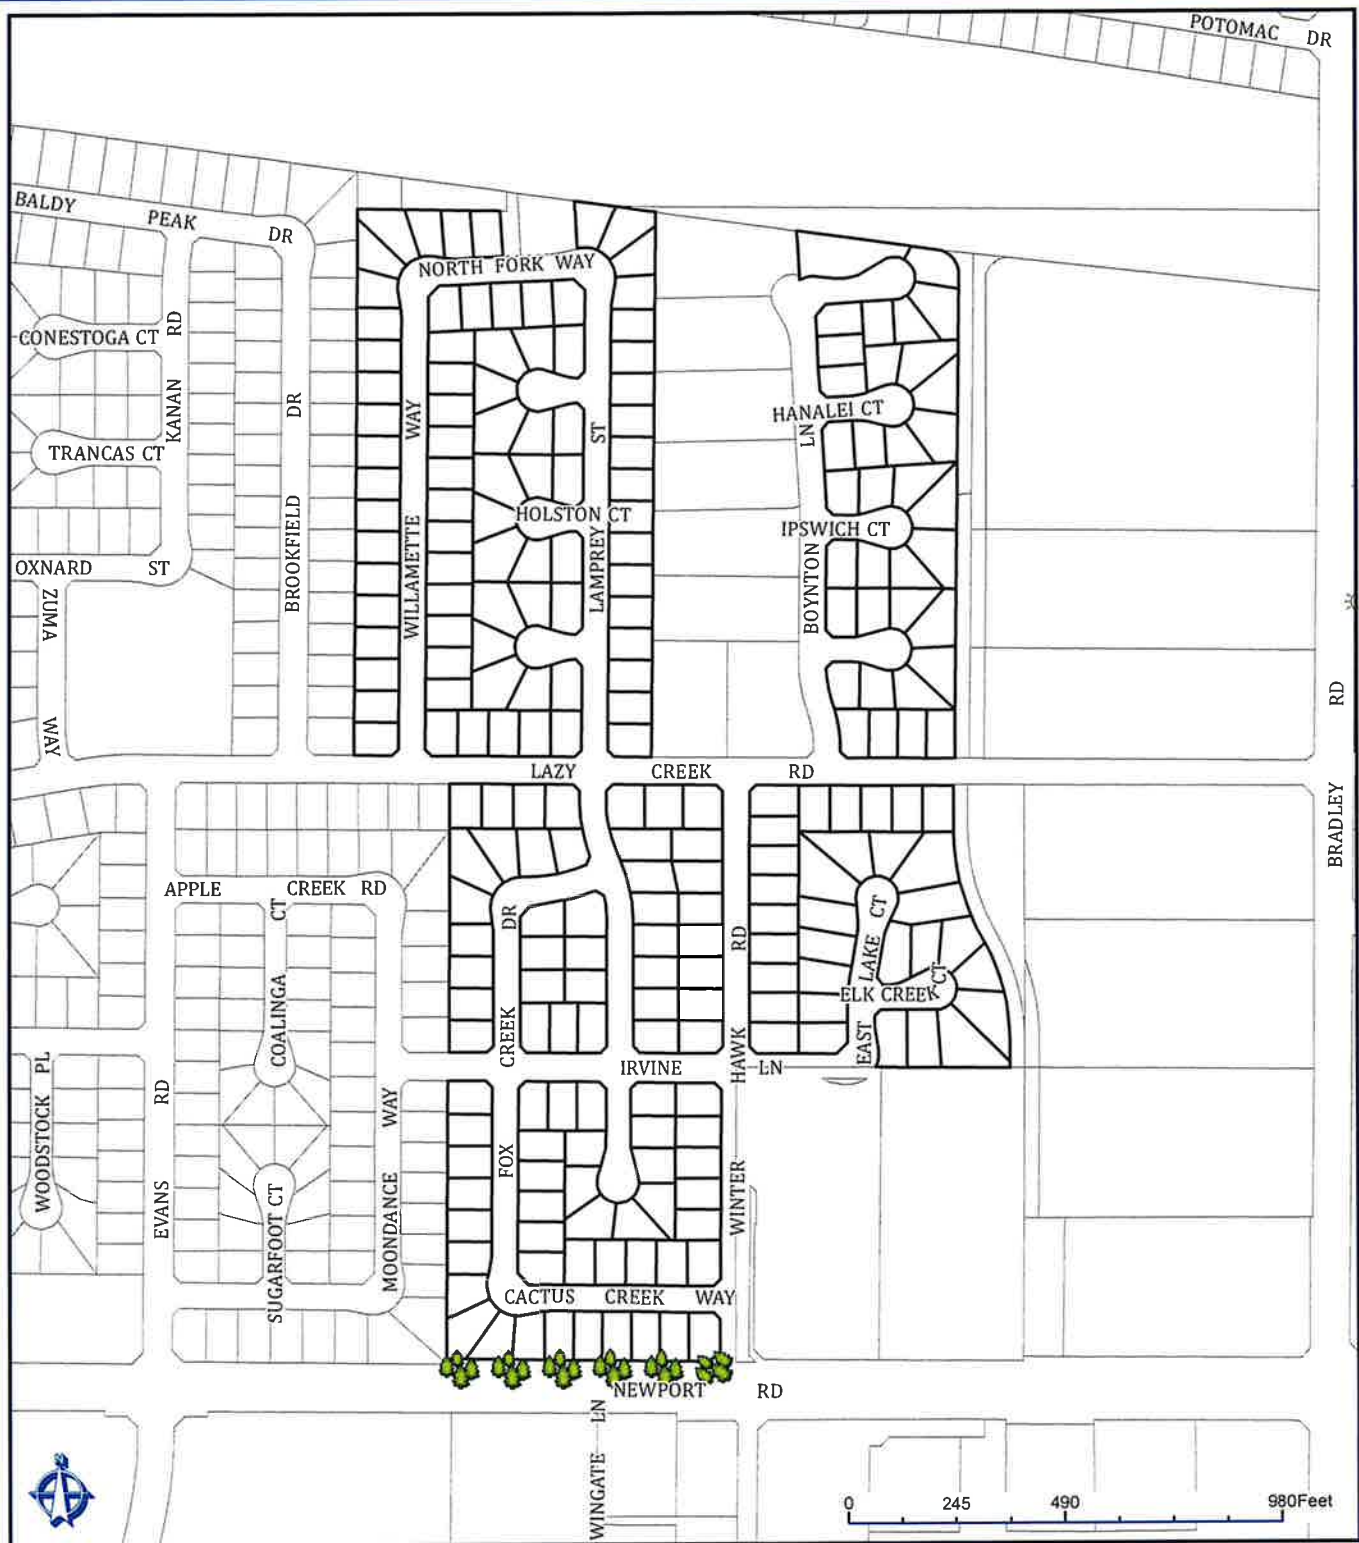 POTOMAC DR
BALDY PEAK DR
NORTH FORK WAY
CONESTOGA CT
KANAN RD
TRANCAS CT
BROOKFIELD DR
WILLAMETTE WAY
LAMPREY ST
HANALEI CT
BOYNTON LN
HOLSTON CT
IPSWICH CT
OXNARD ST
ZUMA WAY
BRADLEY RD
LAZY CREEK RD
APPLE CREEK RD
COALINGA CT
FOX CREEK DR
WINTER HAWK RD
EAST LAKE CT
ELK CREEK CT
IRVINE LN
WOODSTOCK PL
EVANS RD
SUGARFOOT CT
MOONDANCE WAY
CACTUS CREEK WAY
NEWPORT RD
WINGATE LN
0 245 490 980Feet